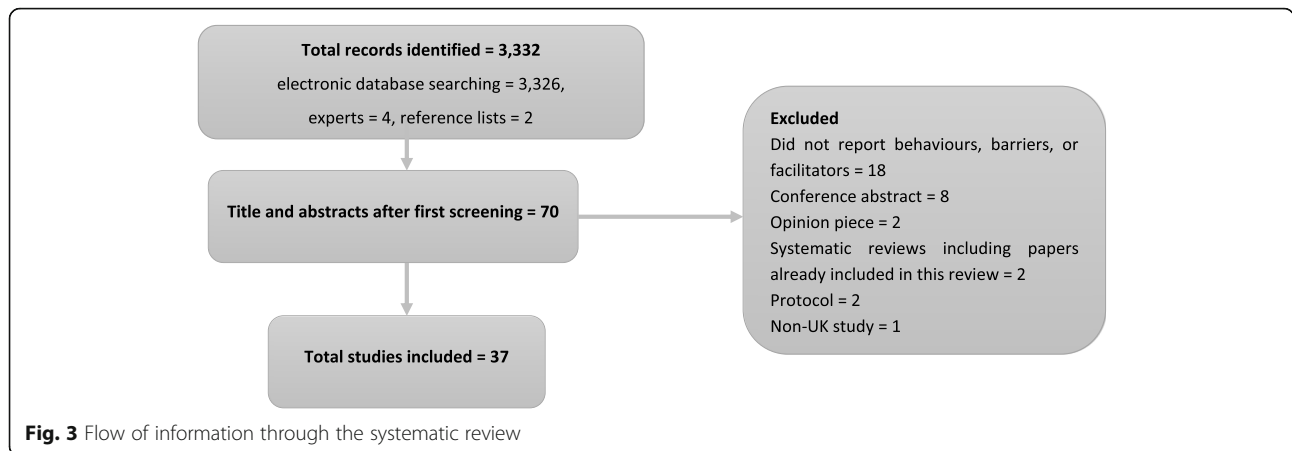 Total records identified = 3,332
electronic database searching = 3,326,
experts = 4, reference lists = 2
Title and abstracts after first screening = 70
Excluded
Did not report behaviours, barriers, or
facilitators = 18
Conference abstract = 8
Opinion piece = 2
Systematic reviews including papers
already included in this review = 2
Protocol = 2
Non-UK study = 1
Total studies included = 37
Fig. 3 Flow of information through the systematic review